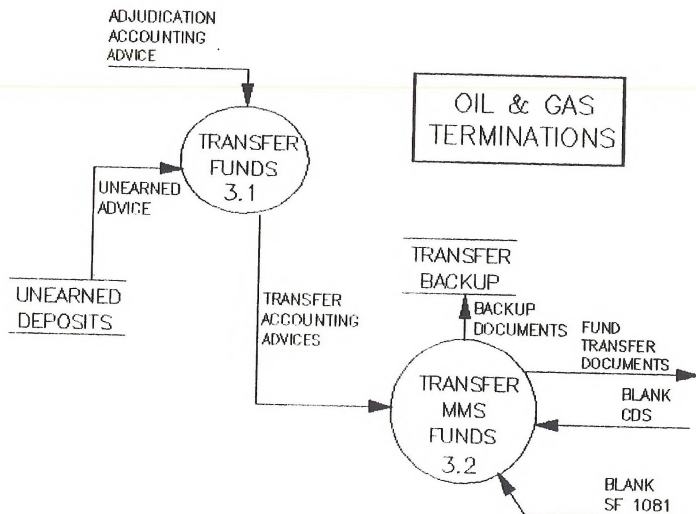 ADJUDICATION
ACCOUNTING
ADVICE
OIL & GAS
TERMINATIONS
TRANSFER
FUNDS
3.1
UNEARNED
ADVICE
UNEARNED
DEPOSITS
TRANSFER
ACCOUNTING
ADVICES
TRANSFER
BACKUP
BACKUP
DOCUMENTS
FUND
TRANSFER
DOCUMENTS
TRANSFER
MMS
FUNDS
3.2
BLANK
CDS
BLANK
SF 1081